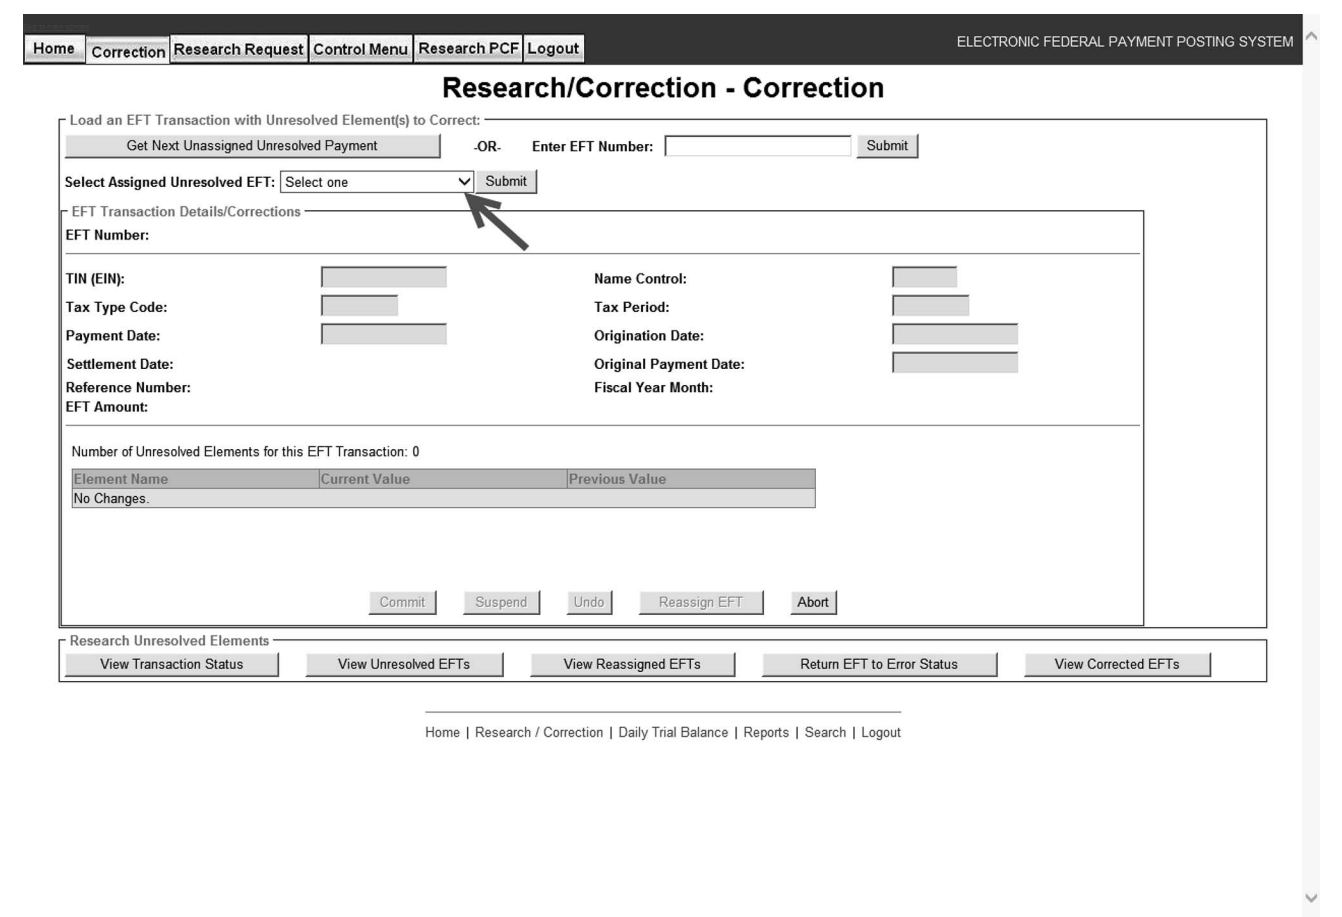 Home Correction Research Request Control Menu Research PCF Logout ELECTRONIC FEDERAL PAYMENT POSTING SYSTEM
Research/Correction - Correction
Load an EFT Transaction with Unresolved Element(s) to Correct:
Get Next Unassigned Unresolved Payment -OR- Enter EFT Number: Submit
Select Assigned Unresolved EFT: Select one Submit
EFT Transaction Details/Corrections
EFT Number:
TIN (EIN): Name Control:
Tax Type Code: Tax Period:
Payment Date: Origination Date:
Settlement Date: Original Payment Date:
Reference Number: Fiscal Year Month:
EFT Amount:
Number of Unresolved Elements for this EFT Transaction: 0
Element Name Current Value Previous Value
No Changes.
Commit Suspend Undo Reassign EFT Abort
Research Unresolved Elements
View Transaction Status View Unresolved EFTs View Reassigned EFTs Return EFT to Error Status View Corrected EFTs
Home | Research / Correction | Daily Trial Balance | Reports | Search | Logout